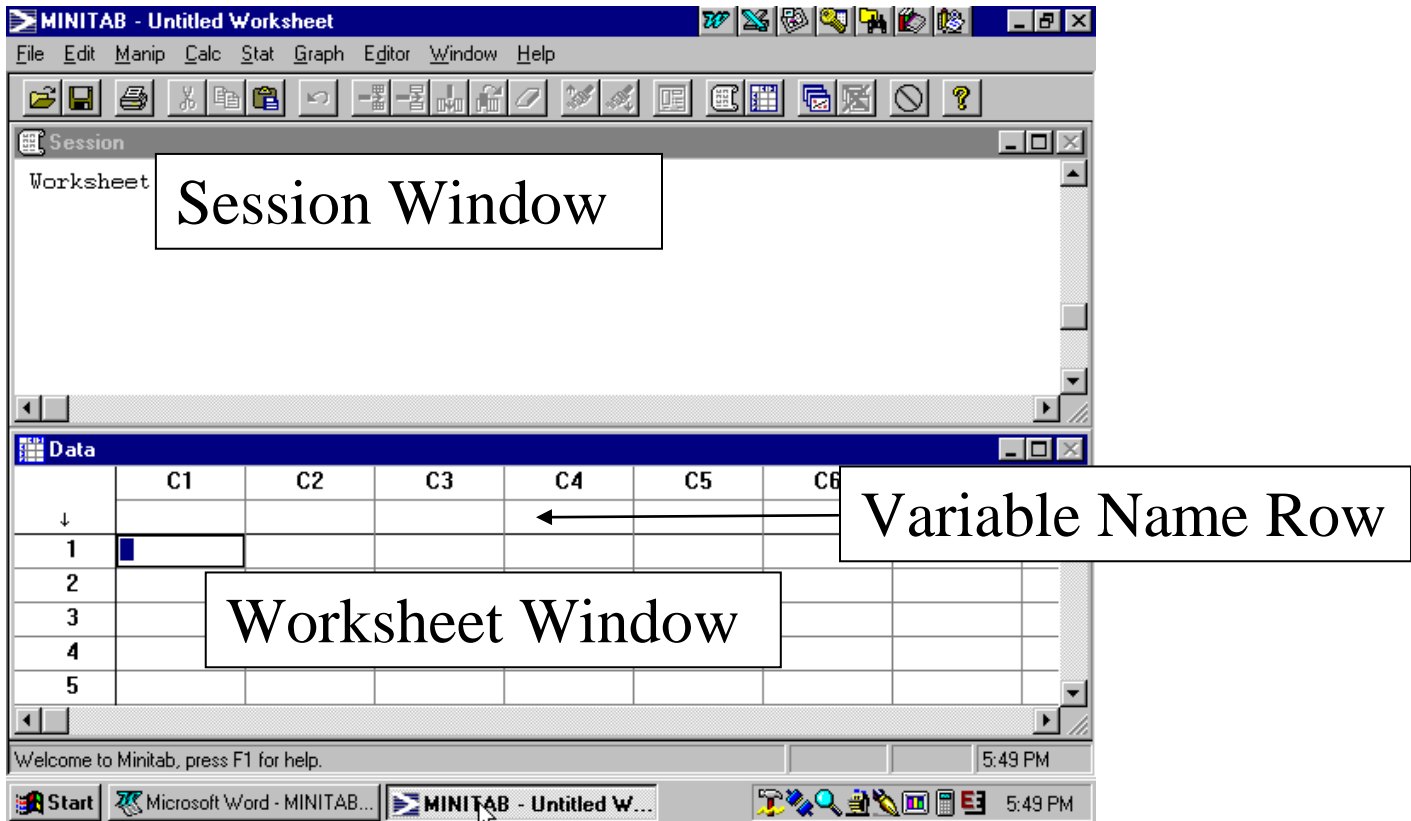 MINITAB - Untitled Worksheet
File Edit Manip Calc Stat Graph Editor Window Help
Session
Worksheet
Session Window
Data
C1 C2 C3 C4 C5 C6
↓
Variable Name Row
1
2
Worksheet Window
3
4
5
Welcome to Minitab, press F1 for help. 5:49 PM
Start Microsoft Word - MINITAB... MINITAB - Untitled W... 5:49 PM